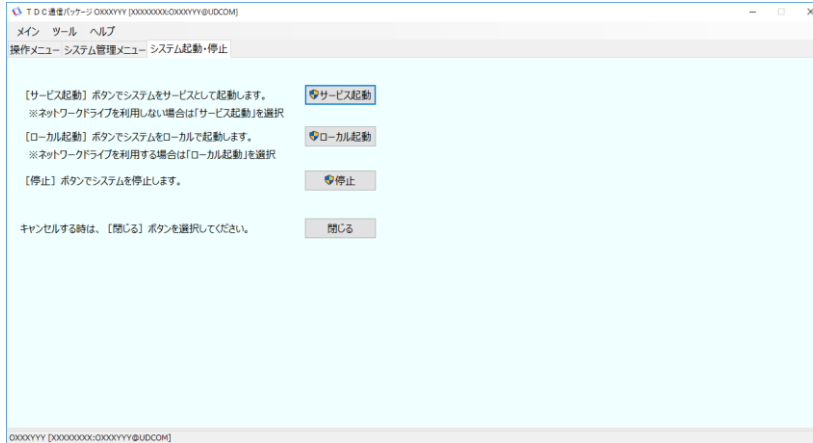 TDC通信パッケージ OXXXYYY [XXXXXXXX:OXXXYYY@UDCOM]
メイン ツール ヘルプ
操作メニュー システム管理メニュー システム起動・停止
［サービス起動］ボタンでシステムをサービスとして起動します。 サービス起動
※ネットワークドライブを利用しない場合は「サービス起動」を選択
［ローカル起動］ボタンでシステムをローカルで起動します。 ローカル起動
※ネットワークドライブを利用する場合は「ローカル起動」を選択
［停止］ボタンでシステムを停止します。 停止
キャンセルする時は、［閉じる］ボタンを選択してください。 閉じる
OXXXYYY [XXXXXXXX:OXXXYYY@UDCOM]